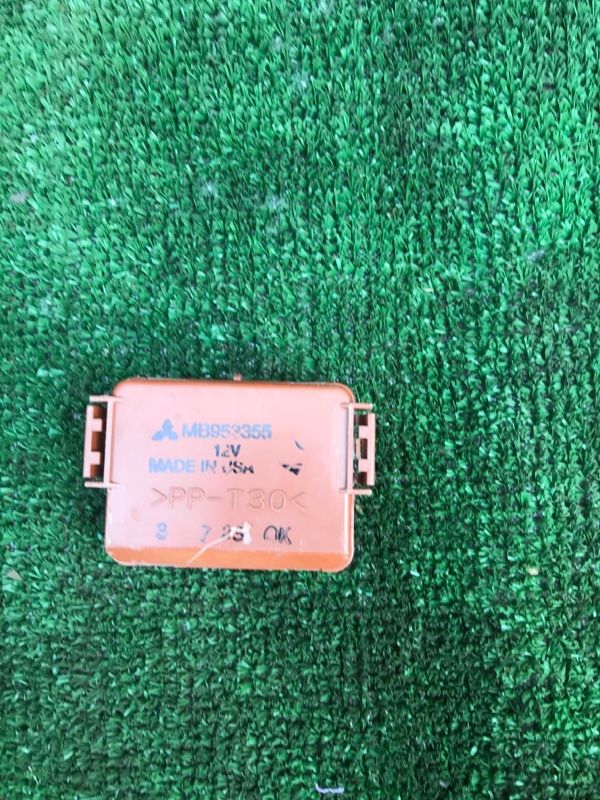 MB953355
12V
MADE IN USA
>PP-T30<
OK